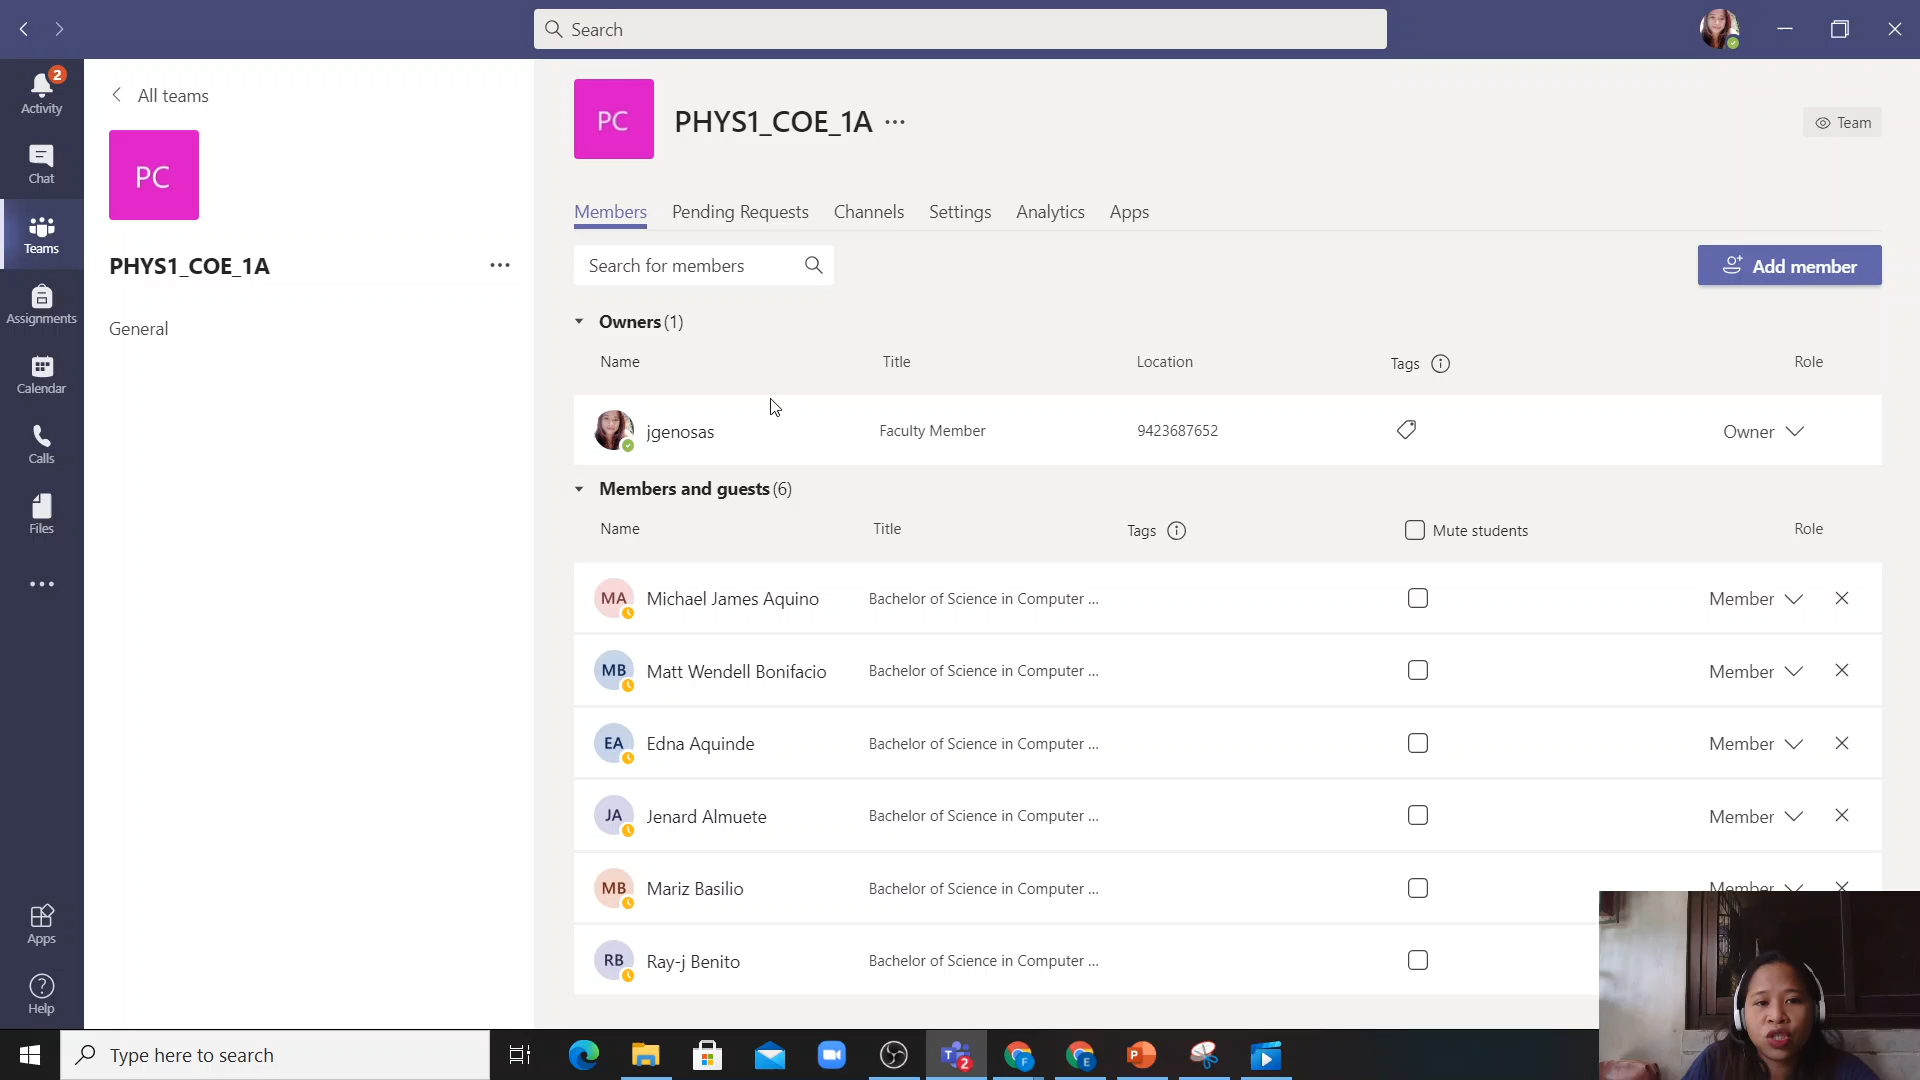 Search
2
Activity
Chat
Teams
Assignments
Calendar
Calls
Files
Apps
Help
All teams
PC
PHYS1_COE_1A
General
PC
PHYS1_COE_1A
Team
Members Pending Requests Channels Settings Analytics Apps
Search for members
Add member
Owners (1)
Name Title Location Tags Role
jgenosas Faculty Member 9423687652 Owner
Members and guests (6)
Name Title Tags Mute students Role
MA Michael James Aquino Bachelor of Science in Computer ... Member
MB Matt Wendell Bonifacio Bachelor of Science in Computer ... Member
EA Edna Aquinde Bachelor of Science in Computer ... Member
JA Jenard Almuete Bachelor of Science in Computer ... Member
MB Mariz Basilio Bachelor of Science in Computer ... Member
RB Ray-j Benito Bachelor of Science in Computer ...
Type here to search
T 2 F E P